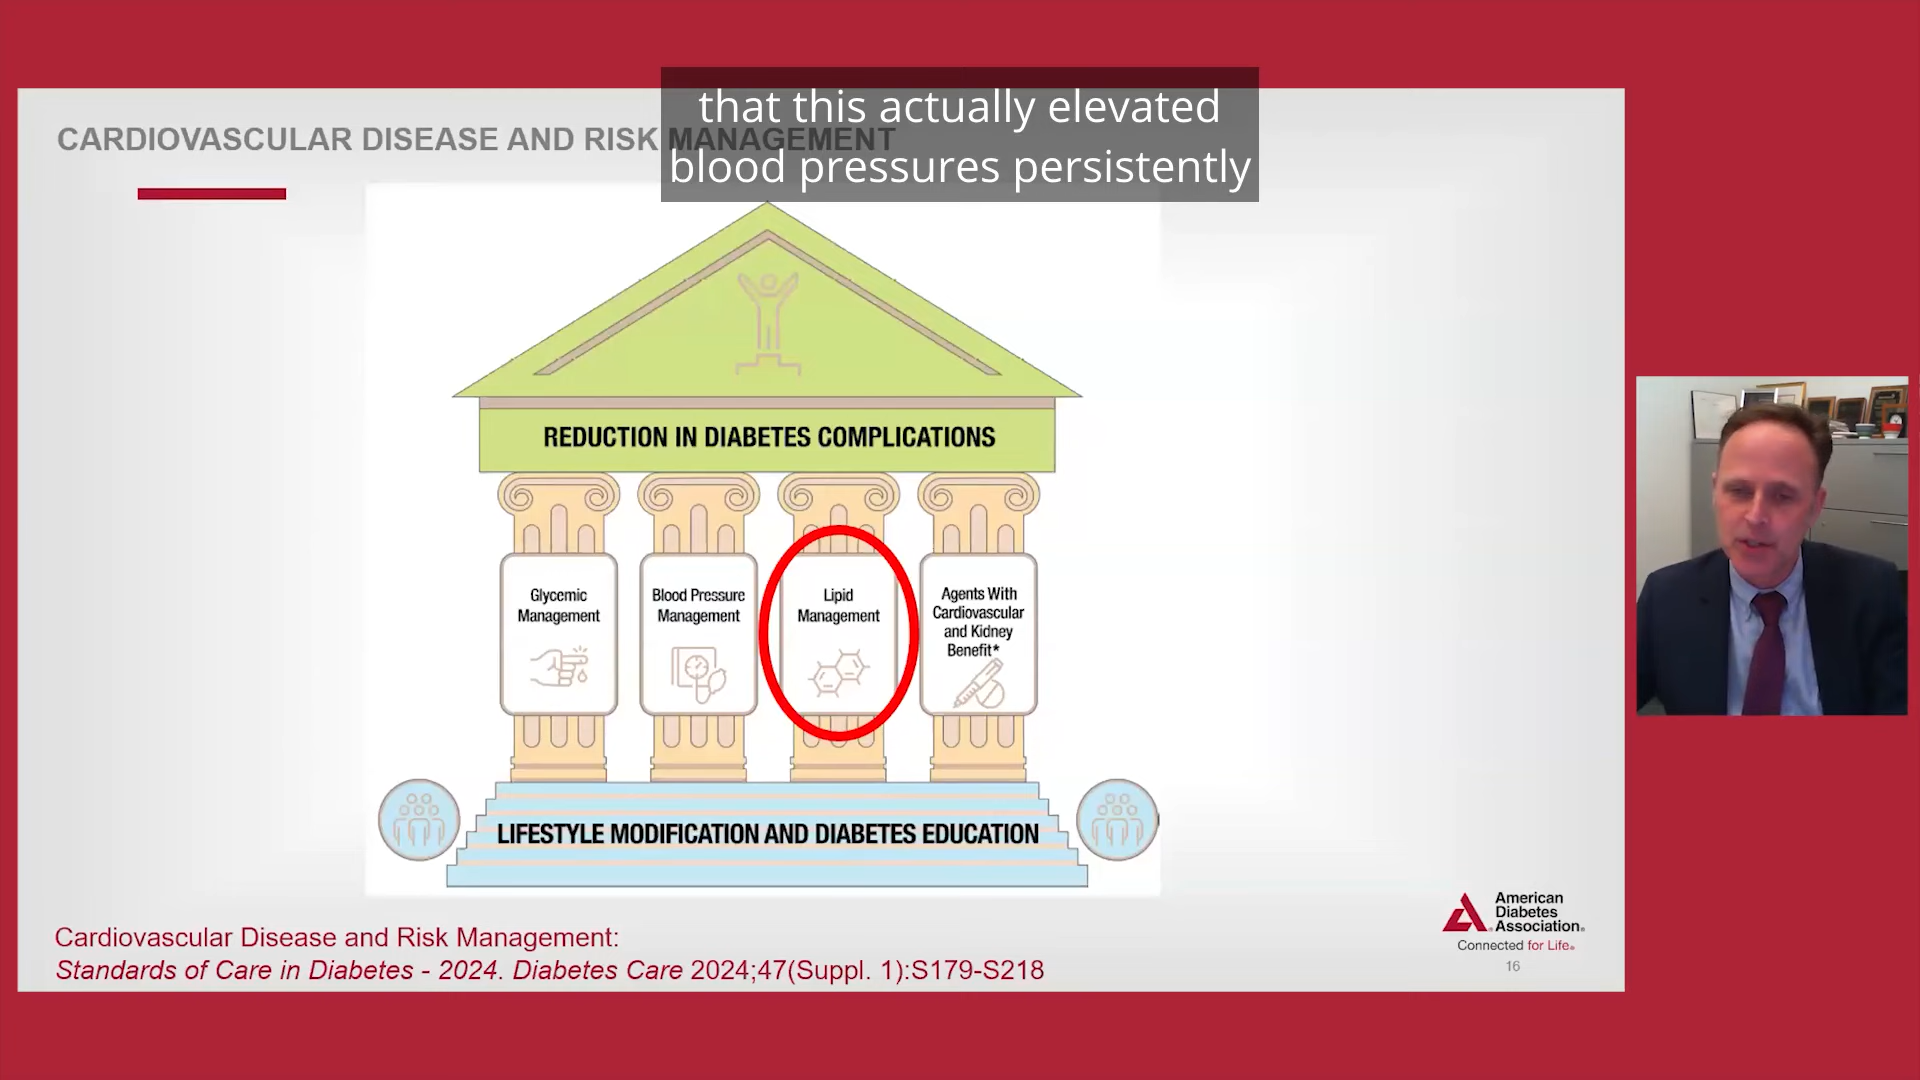 that this actually elevated
blood pressures persistently
CARDIOVASCULAR DISEASE AND RISK MANAGEMENT
REDUCTION IN DIABETES COMPLICATIONS
Glycemic
Management
Blood Pressure
Management
Lipid
Management
Agents With
Cardiovascular
and Kidney
Benefit*
LIFESTYLE MODIFICATION AND DIABETES EDUCATION
Cardiovascular Disease and Risk Management:
Standards of Care in Diabetes - 2024. Diabetes Care 2024;47(Suppl. 1):S179-S218
American
Diabetes
Association®
Connected for Life®
16